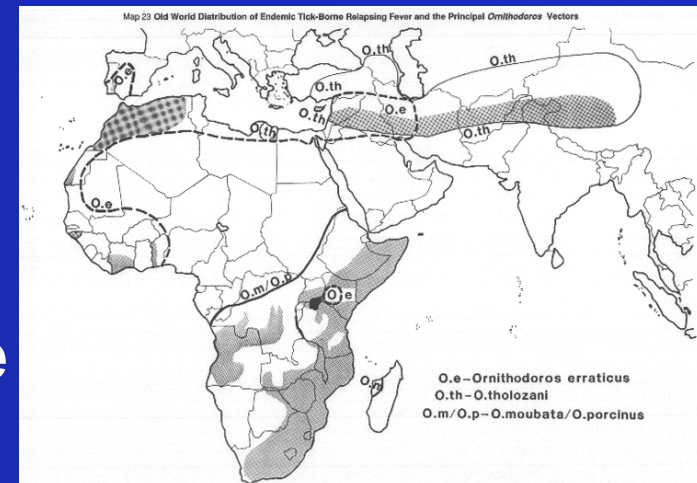 Map 23 Old World Distribution of Endemic Tick-Borne Relapsing Fever and the Principal Ornithodoros Vectors
O.th
O.e
O.th
O.th
O.e
O.th
O.th
O.th
O.e
O.m/O.p
O.e
O.m
O.e–Ornithodoros erraticus
O.th–O.tholozani
O.m/O.p–O.moubata/O.porcinus
e